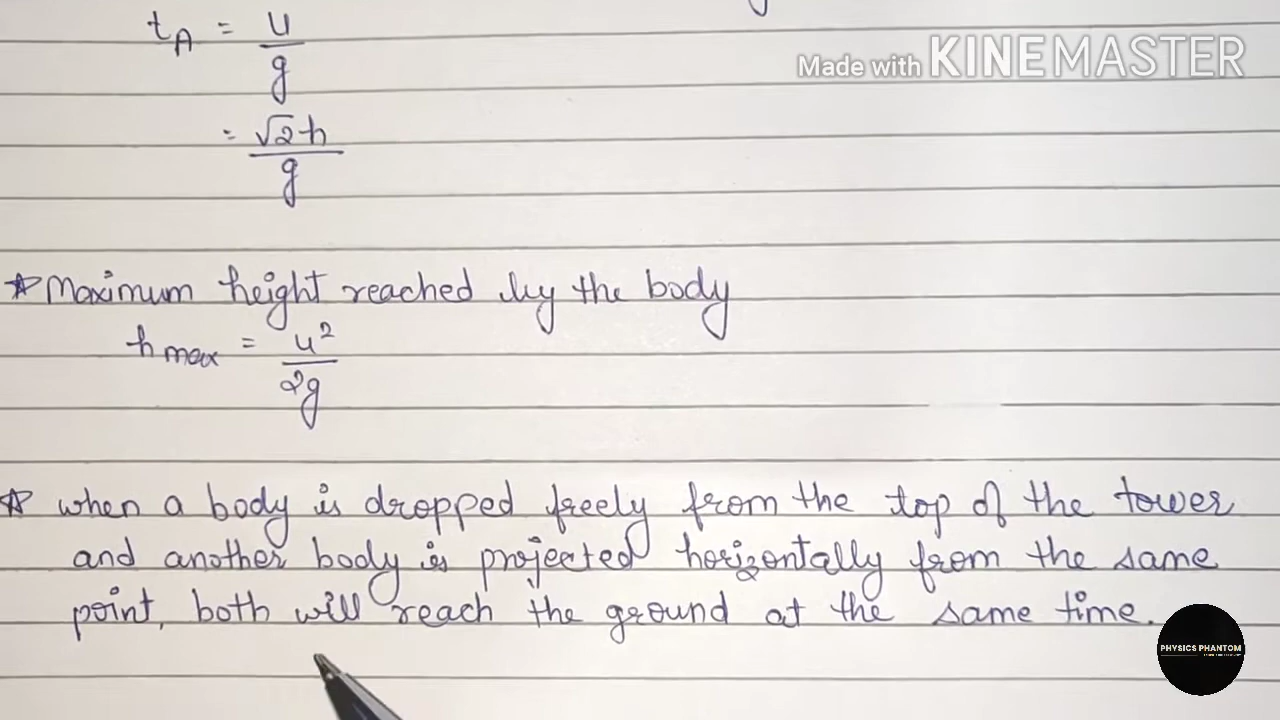 t_A = u/g
Made with KINEMASTER
= √2h/g
☆ Maximum height reached by the body
h max = u²/2g
☆ when a body is dropped freely from the top of the tower
and another body is projected horizontally from the same
point, both will reach the ground at the same time.
PHYSICS PHANTOM